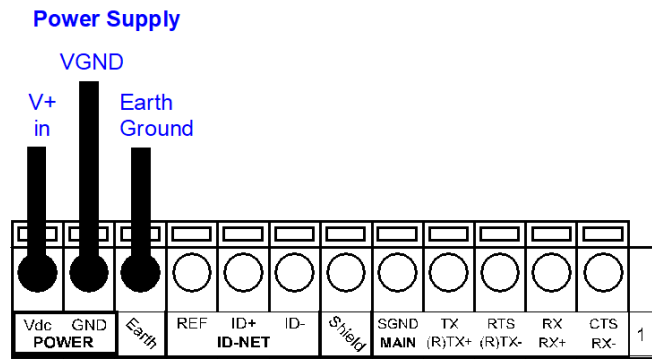 Power Supply
VGND
V+
in
Earth
Ground
Vdc GND Earth REF ID+ ID- Shield SGND TX RTS RX CTS
POWER ID-NET MAIN (R)TX+ (R)TX- RX+ RX-
1